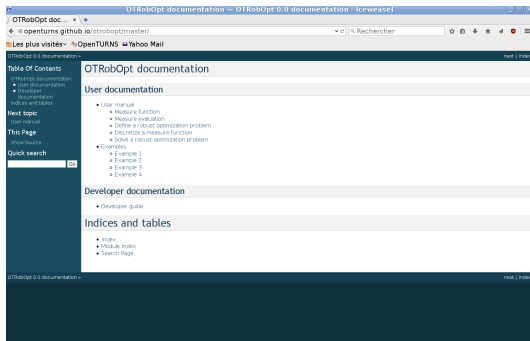 OTRobOpt documentation — OTRobOpt 0.0 documentation - Iceweasel
OTRobOpt doc... ×
openturns.github.io/otrobopt/master/
Recherche
Les plus visités OpenTURNS Yahoo Mail
OTRobOpt 0.0 documentation »
next | index
Table Of Contents
OTRobOpt documentation
User documentation
Developer
documentation
Indices and tables
Next topic
User manual
This Page
Show Source
Quick search
Go
OTRobOpt documentation
User documentation
User manual
Measure function
Measure evaluation
Define a robust optimization problem
Discretize a measure function
Solve a robust optimization problem
Examples
Example 1
Example 2
Example 3
Example 4
Developer documentation
Developer guide
Indices and tables
Index
Module Index
Search Page
OTRobOpt 0.0 documentation »
next | index